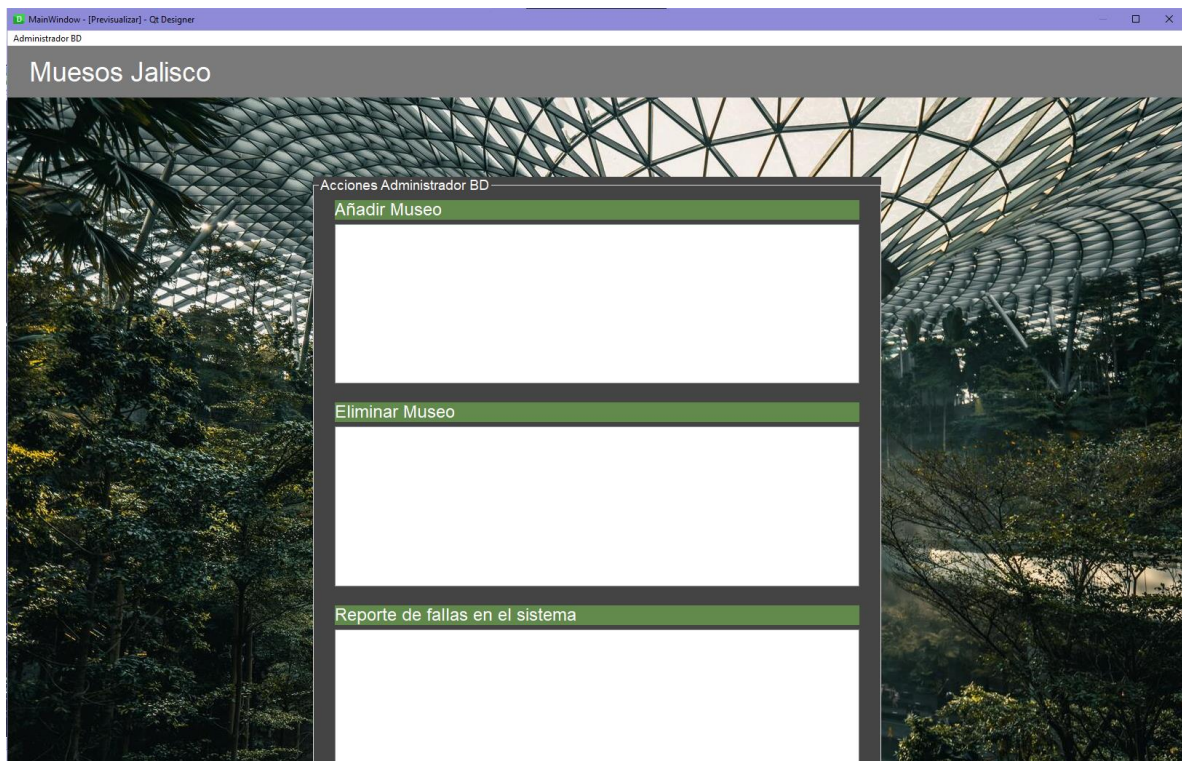 MainWindow - [Previsualizar] - Qt Designer
Administrador BD
Muesos Jalisco
Acciones Administrador BD
Añadir Museo
Eliminar Museo
Reporte de fallas en el sistema